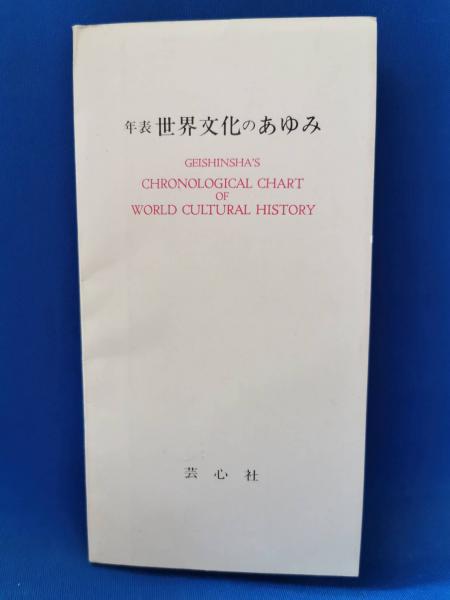 年表 世界文化のあゆみ
GEISHINSHA'S
CHRONOLOGICAL CHART
OF
WORLD CULTURAL HISTORY
芸心社